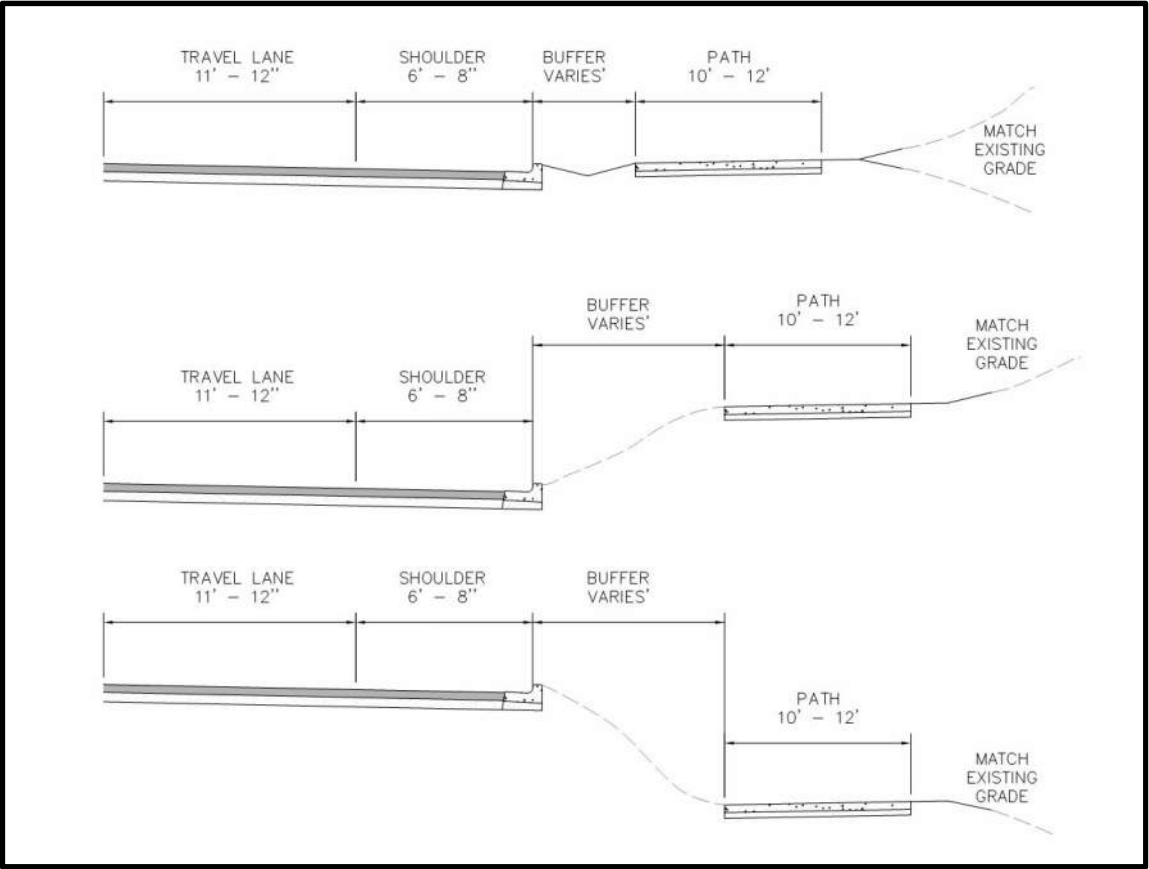 TRAVEL LANE
11' – 12"
SHOULDER
6' – 8"
BUFFER
VARIES'
PATH
10' – 12'
MATCH
EXISTING
GRADE
BUFFER
VARIES'
PATH
10' – 12'
MATCH
EXISTING
GRADE
TRAVEL LANE
11' – 12"
SHOULDER
6' – 8"
TRAVEL LANE
11' – 12"
SHOULDER
6' – 8"
BUFFER
VARIES'
PATH
10' – 12'
MATCH
EXISTING
GRADE